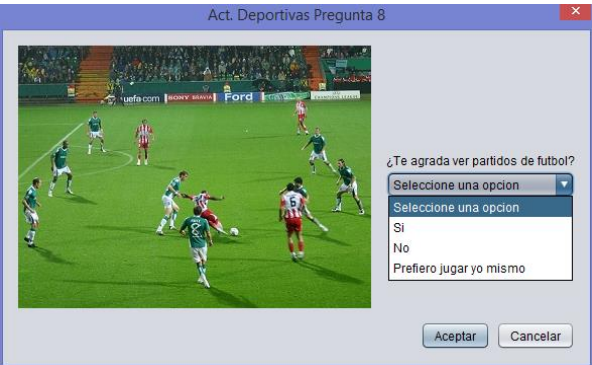 Act. Deportivas Pregunta 8
uefa.com SONY BRAVIA Ford
¿Te agrada ver partidos de futbol?
Seleccione una opcion
Seleccione una opcion
Si
No
Prefiero jugar yo mismo
Aceptar Cancelar